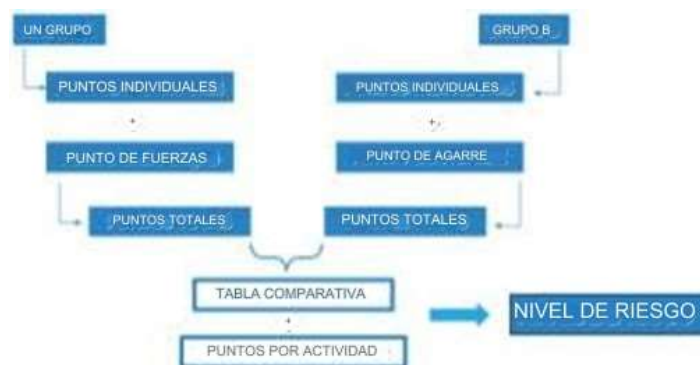 UN GRUPO
GRUPO B
PUNTOS INDIVIDUALES
PUNTOS INDIVIDUALES
+
+
PUNTO DE FUERZAS
PUNTO DE AGARRE
PUNTOS TOTALES
PUNTOS TOTALES
TABLA COMPARATIVA
+
NIVEL DE RIESGO
PUNTOS POR ACTIVIDAD